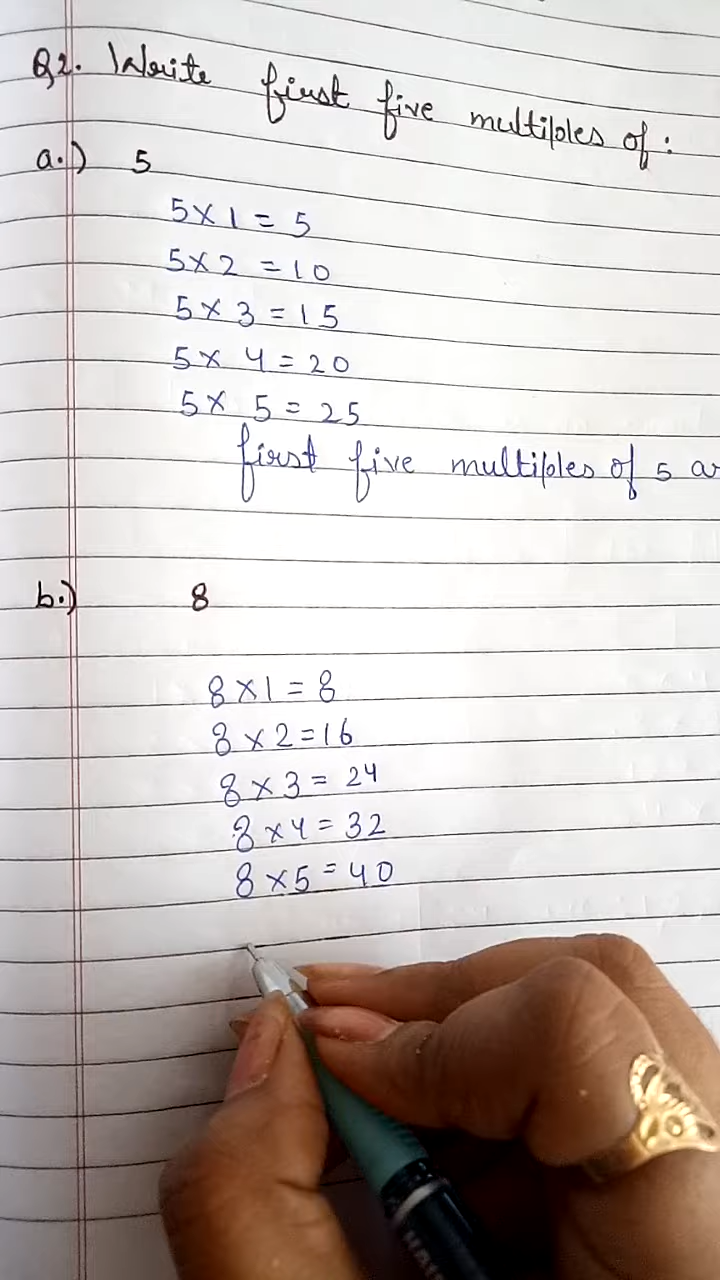 Q2. Write first five multiples of :
a.) 5
5 × 1 = 5
5 × 2 = 10
5 × 3 = 15
5 × 4 = 20
5 × 5 = 25
first five multiples of 5
b.) 8
8 × 1 = 8
8 × 2 = 16
8 × 3 = 24
8 × 4 = 32
8 × 5 = 40